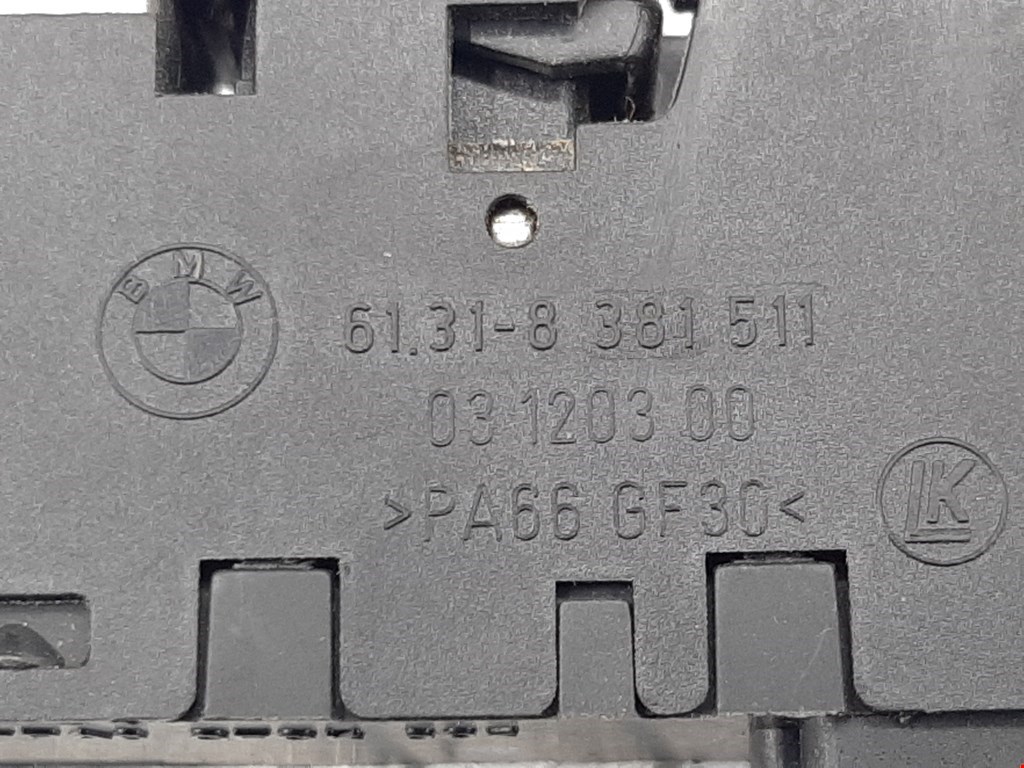 BMW
61.31-8 381 511
03 1203 00
>PA66 GF30<
LK